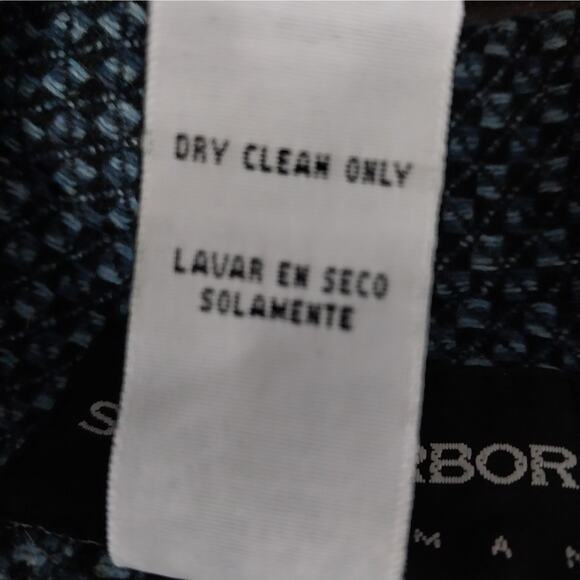 DRY CLEAN ONLY
LAVAR EN SECO
SOLAMENTE